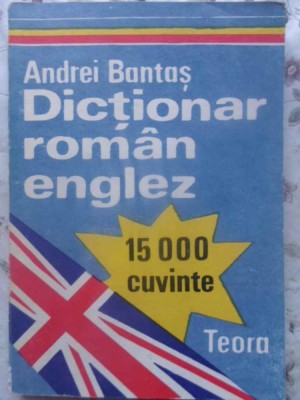 Andrei Bantaș
Dicționar
român
englez
15 000
cuvinte
Teora